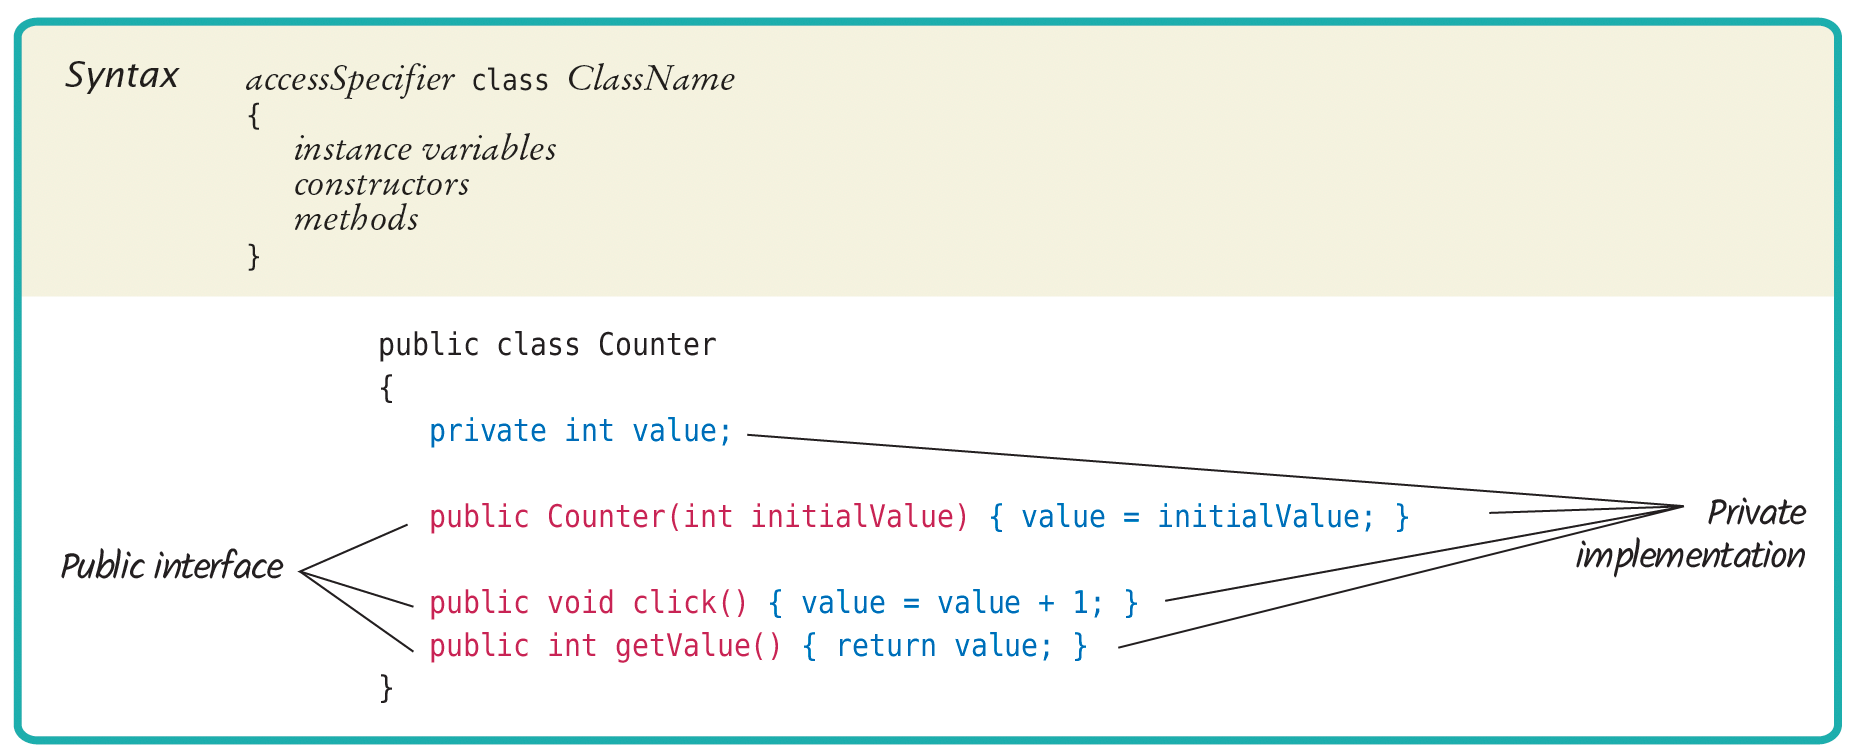 Syntax accessSpecifier class ClassName
{
instance variables
constructors
methods
}
public class Counter
{
private int value;
public Counter(int initialValue) { value = initialValue; }
Private
implementation
Public interface
public void click() { value = value + 1; }
public int getValue() { return value; }
}